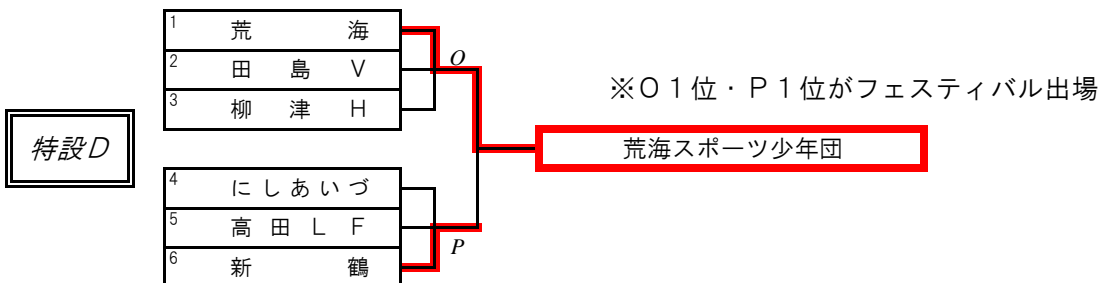 1 荒 海
2 田 島 V
3 柳 津 H
O
※O1位・P1位がフェスティバル出場
特設D
荒海スポーツ少年団
4 にしあいづ
5 高 田 L F
6 新 鶴
P